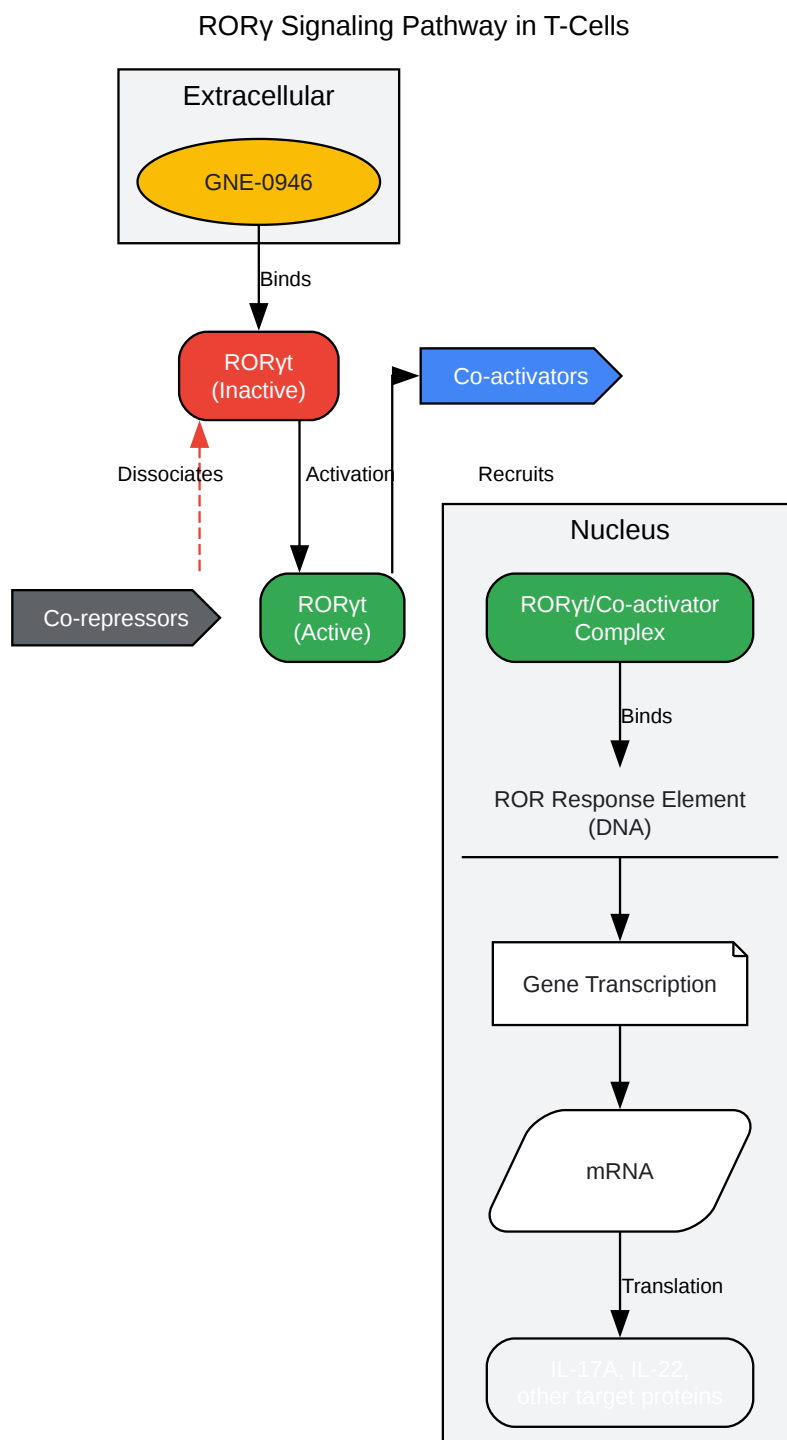 RORγ Signaling Pathway in T-Cells
Extracellular
GNE-0946
Binds
RORγt
(Inactive)
Co-activators
Dissociates
Activation
Recruits
Nucleus
Co-repressors
RORγt
(Active)
RORγt/Co-activator
Complex
Binds
ROR Response Element
(DNA)
Gene Transcription
mRNA
Translation
IL-17A, IL-22,
other target proteins